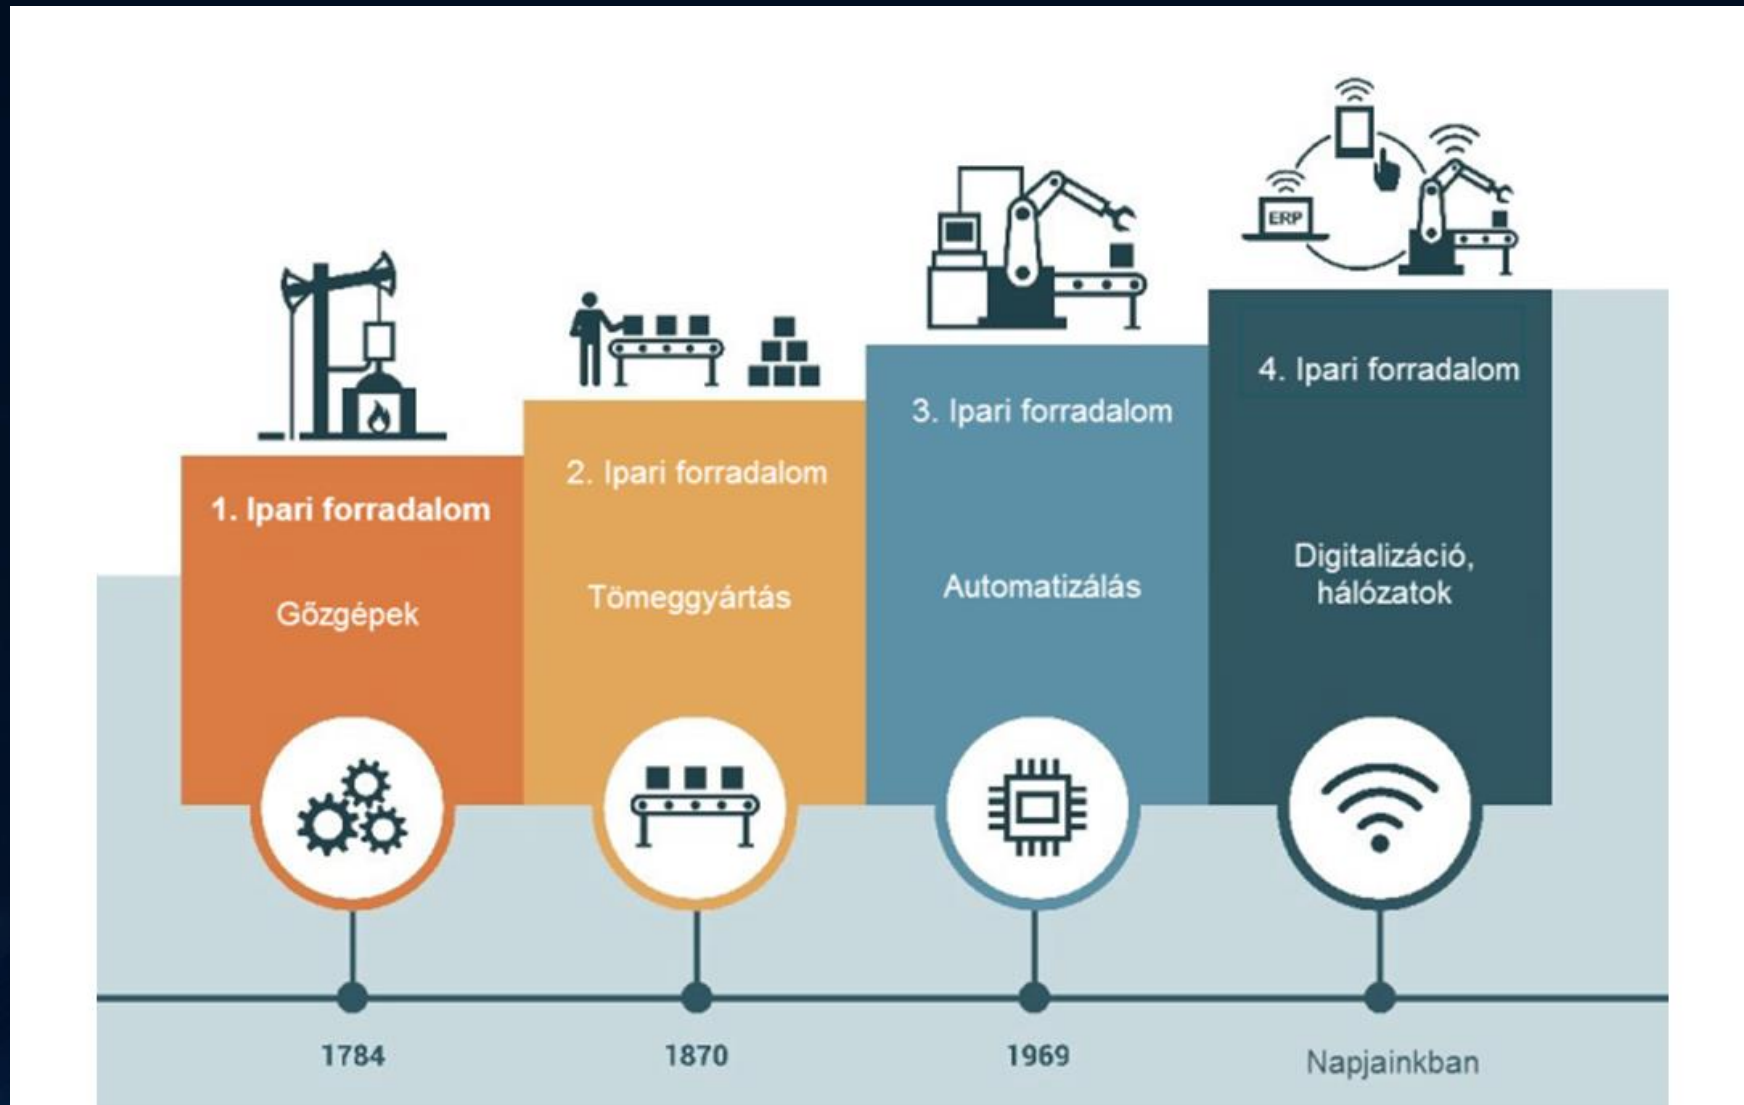 ERP
1. Ipari forradalom
Gőzgépek
2. Ipari forradalom
Tömeggyártás
3. Ipari forradalom
Automatizálás
4. Ipari forradalom
Digitalizáció,
hálózatok
1784
1870
1969
Napjainkban